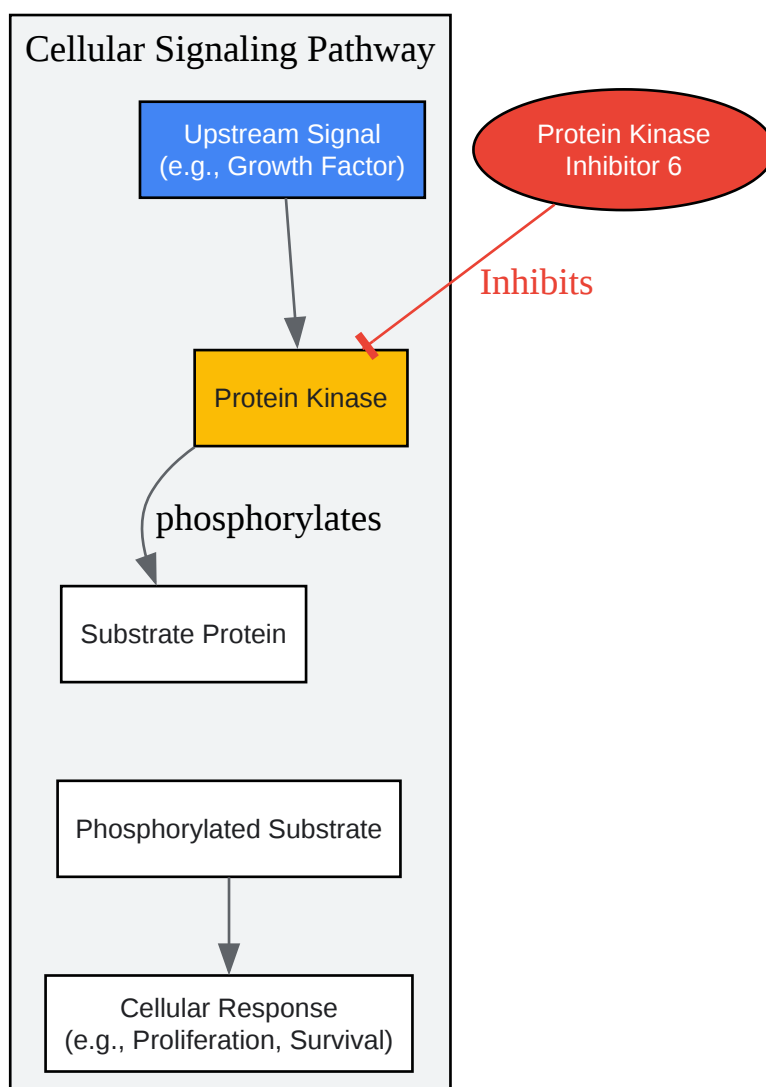 Cellular Signaling Pathway
Upstream Signal
(e.g., Growth Factor)
Protein Kinase
Inhibitor 6
Inhibits
Protein Kinase
phosphorylates
Substrate Protein
Phosphorylated Substrate
Cellular Response
(e.g., Proliferation, Survival)